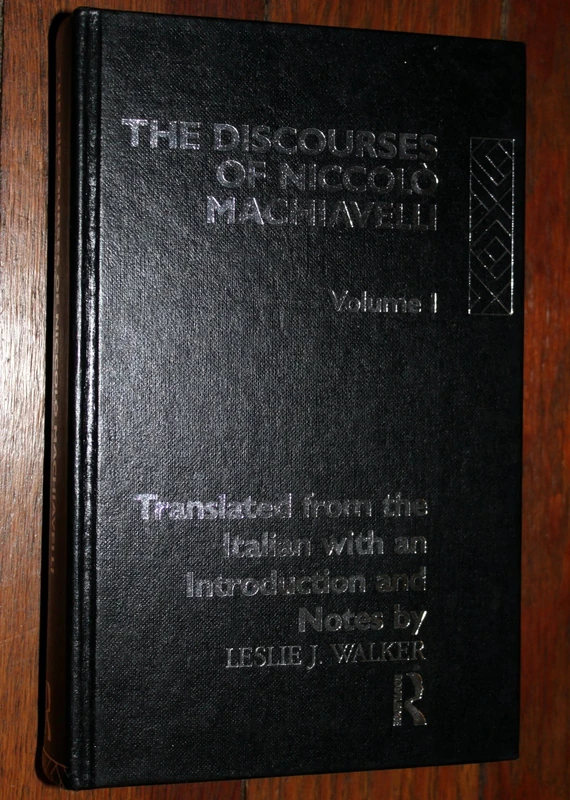 THE DISCOURSES
OF NICCOLÒ
MACHIAVELLI
Volume I
Translated from the
Italian with an
Introduction and
Notes by
LESLIE J. WALKER